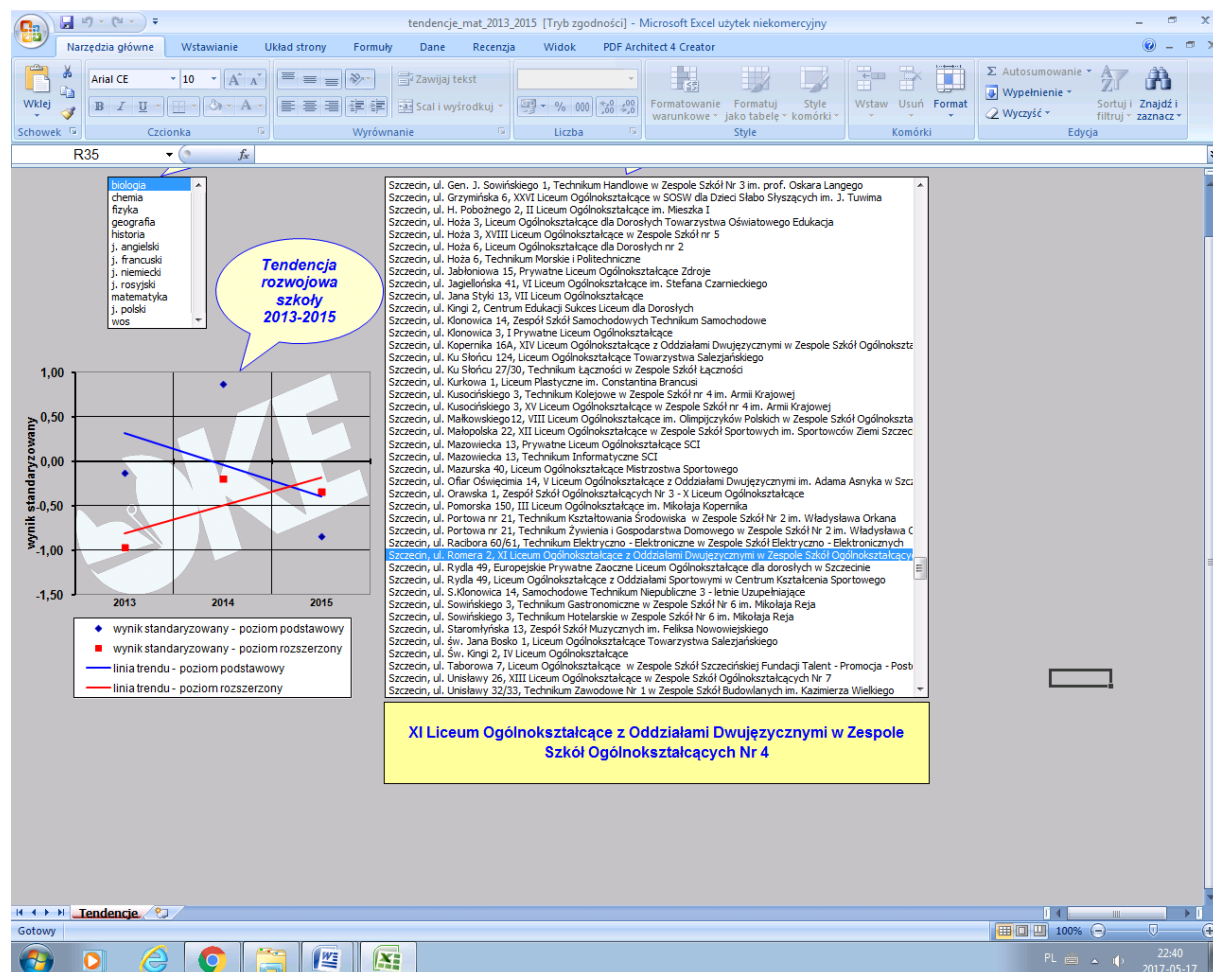 tendencje_mat_2013_2015 [Tryb zgodności] - Microsoft Excel użytek niekomercyjny
Narzędzia główne Wstawianie Układ strony Formuły Dane Recenzja Widok PDF Architect 4 Creator
Wklej
Arial CE 10
Zawijaj tekst
B I U
Scal i wyśrodkuj
% 000
Formatowanie warunkowe
Formatuj jako tabelę
Style komórki
Wstaw Usuń Format
Σ Autosumowanie
Wypełnienie
Wyczyść
Sortuj i filtruj
Znajdź i zaznacz
Schowek Czcionka Wyrównanie Liczba Style Komórki Edycja
R35 fx
biologia
chemia
fizyka
geografia
historia
j. angielski
j. francuski
j. niemiecki
j. rosyjski
matematyka
j. polski
wos
Tendencja
rozwojowa
szkoły
2013-2015
wynik standaryzowany
1,00
0,50
0,00
-0,50
-1,00
-1,50
2013 2014 2015
OKE
wynik standaryzowany - poziom podstawowy
wynik standaryzowany - poziom rozszerzony
linia trendu - poziom podstawowy
linia trendu - poziom rozszerzony
Szczecin, ul. Gen. J. Sowińskiego 1, Technikum Handlowe w Zespole Szkół Nr 3 im. prof. Oskara Langego
Szczecin, ul. Grzymińska 6, XXVI Liceum Ogólnokształcące w SOSW dla Dzieci Słabo Słyszących im. J. Tuwima
Szczecin, ul. H. Pobożnego 2, II Liceum Ogólnokształcące im. Mieszka I
Szczecin, ul. Hoża 3, Liceum Ogólnokształcące dla Dorosłych Towarzystwa Oświatowego Edukacja
Szczecin, ul. Hoża 3, XVIII Liceum Ogólnokształcące w Zespole Szkół nr 5
Szczecin, ul. Hoża 6, Liceum Ogólnokształcące dla Dorosłych nr 2
Szczecin, ul. Hoża 6, Technikum Morskie i Politechniczne
Szczecin, ul. Jabłoniowa 15, Prywatne Liceum Ogólnokształcące Zdroje
Szczecin, ul. Jagiellońska 41, VI Liceum Ogólnokształcące im. Stefana Czarnieckiego
Szczecin, ul. Jana Styki 13, VII Liceum Ogólnokształcące
Szczecin, ul. Kingi 2, Centrum Edukacji Sukces Liceum dla Dorosłych
Szczecin, ul. Klonowica 14, Zespół Szkół Samochodowych Technikum Samochodowe
Szczecin, ul. Klonowica 3, I Prywatne Liceum Ogólnokształcące
Szczecin, ul. Kopernika 16A, XIV Liceum Ogólnokształcące z Oddziałami Dwujęzycznymi w Zespole Szkół Ogólnokszta
Szczecin, ul. Ku Słońcu 124, Liceum Ogólnokształcące Towarzystwa Salezjańskiego
Szczecin, ul. Ku Słońcu 27/30, Technikum Łączności w Zespole Szkół Łączności
Szczecin, ul. Kurkowa 1, Liceum Plastyczne im. Constantina Brancusi
Szczecin, ul. Kusocińskiego 3, Technikum Kolejowe w Zespole Szkół nr 4 im. Armii Krajowej
Szczecin, ul. Kusocińskiego 3, XV Liceum Ogólnokształcące w Zespole Szkół nr 4 im. Armii Krajowej
Szczecin, ul. Małkowskiego12, VIII Liceum Ogólnokształcące im. Olimpijczyków Polskich w Zespole Szkół Ogólnokszta
Szczecin, ul. Małopolska 22, XII Liceum Ogólnokształcące w Zespole Szkół Sportowych im. Sportowców Ziemi Szczec
Szczecin, ul. Mazowiecka 13, Prywatne Liceum Ogólnokształcące SCI
Szczecin, ul. Mazowiecka 13, Technikum Informatyczne SCI
Szczecin, ul. Mazurska 40, Liceum Ogólnokształcące Mistrzostwa Sportowego
Szczecin, ul. Ofiar Oświęcimia 14, V Liceum Ogólnokształcące z Oddziałami Dwujęzycznymi im. Adama Asnyka w Szcz
Szczecin, ul. Orawska 1, Zespół Szkół Ogólnokształcących Nr 3 - X Liceum Ogólnokształcące
Szczecin, ul. Pomorska 150, III Liceum Ogólnokształcące im. Mikołaja Kopernika
Szczecin, ul. Portowa nr 21, Technikum Kształtowania Środowiska w Zespole Szkół Nr 2 im. Władysława Orkana
Szczecin, ul. Portowa nr 21, Technikum Żywienia i Gospodarstwa Domowego w Zespole Szkół Nr 2 im. Władysława O
Szczecin, ul. Racibora 60/61, Technikum Elektryczno - Elektroniczne w Zespole Szkół Elektryczno - Elektronicznych
Szczecin, ul. Romera 2, XI Liceum Ogólnokształcące z Oddziałami Dwujęzycznymi w Zespole Szkół Ogólnokształcący
Szczecin, ul. Rydla 49, Europejskie Prywatne Zaoczne Liceum Ogólnokształcące dla dorosłych w Szczecinie
Szczecin, ul. Rydla 49, Liceum Ogólnokształcące z Oddziałami Sportowymi w Centrum Kształcenia Sportowego
Szczecin, ul. S.Klonowica 14, Samochodowe Technikum Niepubliczne 3 - letnie Uzupełniające
Szczecin, ul. Sowińskiego 3, Technikum Gastronomiczne w Zespole Szkół Nr 6 im. Mikołaja Reja
Szczecin, ul. Sowińskiego 3, Technikum Hotelarskie w Zespole Szkół Nr 6 im. Mikołaja Reja
Szczecin, ul. Staromłyńska 13, Zespół Szkół Muzycznych im. Feliksa Nowowiejskiego
Szczecin, ul. św. Jana Bosko 1, Liceum Ogólnokształcące Towarzystwa Salezjańskiego
Szczecin, ul. Św. Kingi 2, IV Liceum Ogólnokształcące
Szczecin, ul. Taborowa 7, Liceum Ogólnokształcące w Zespole Szkół Szczecińskiej Fundacji Talent - Promocja - Postę
Szczecin, ul. Unisławy 26, XIII Liceum Ogólnokształcące w Zespole Szkół Ogólnokształcących Nr 7
Szczecin, ul. Unisławy 32/33, Technikum Zawodowe Nr 1 w Zespole Szkół Budowlanych im. Kazimierza Wielkiego
XI Liceum Ogólnokształcące z Oddziałami Dwujęzycznymi w Zespole
Szkół Ogólnokształcących Nr 4
Tendencje
Gotowy 100%
PL 22:40
2017-05-17